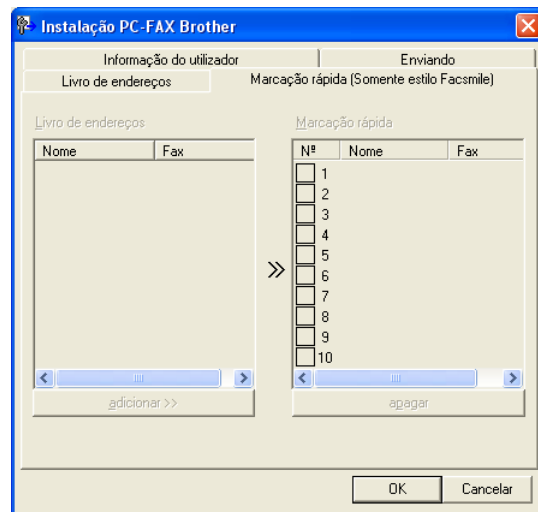 Instalação PC-FAX Brother
Informação do utilizador
Enviando
Livro de endereços
Marcação rápida (Somente estilo Facsmile)
Livro de endereços
Marcação rápida
Nome Fax
Nº Nome Fax
1
2
3
4
5
6
7
8
9
10
>>
adicionar >>
apagar
OK
Cancelar